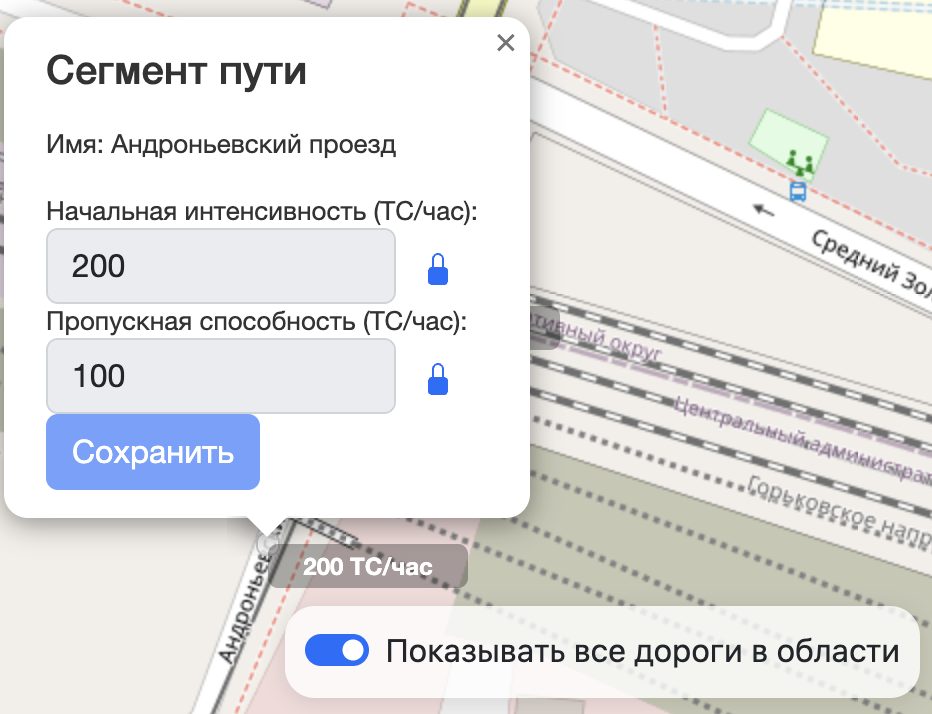 Сегмент пути
Имя: Андроньевский проезд
Начальная интенсивность (ТС/час):
200
Пропускная способность (ТС/час):
100
Сохранить
Средний Зол
тивный округ
Центральный администрат
Горьковское напр
Андроньев
200 ТС/час
Показывать все дороги в области